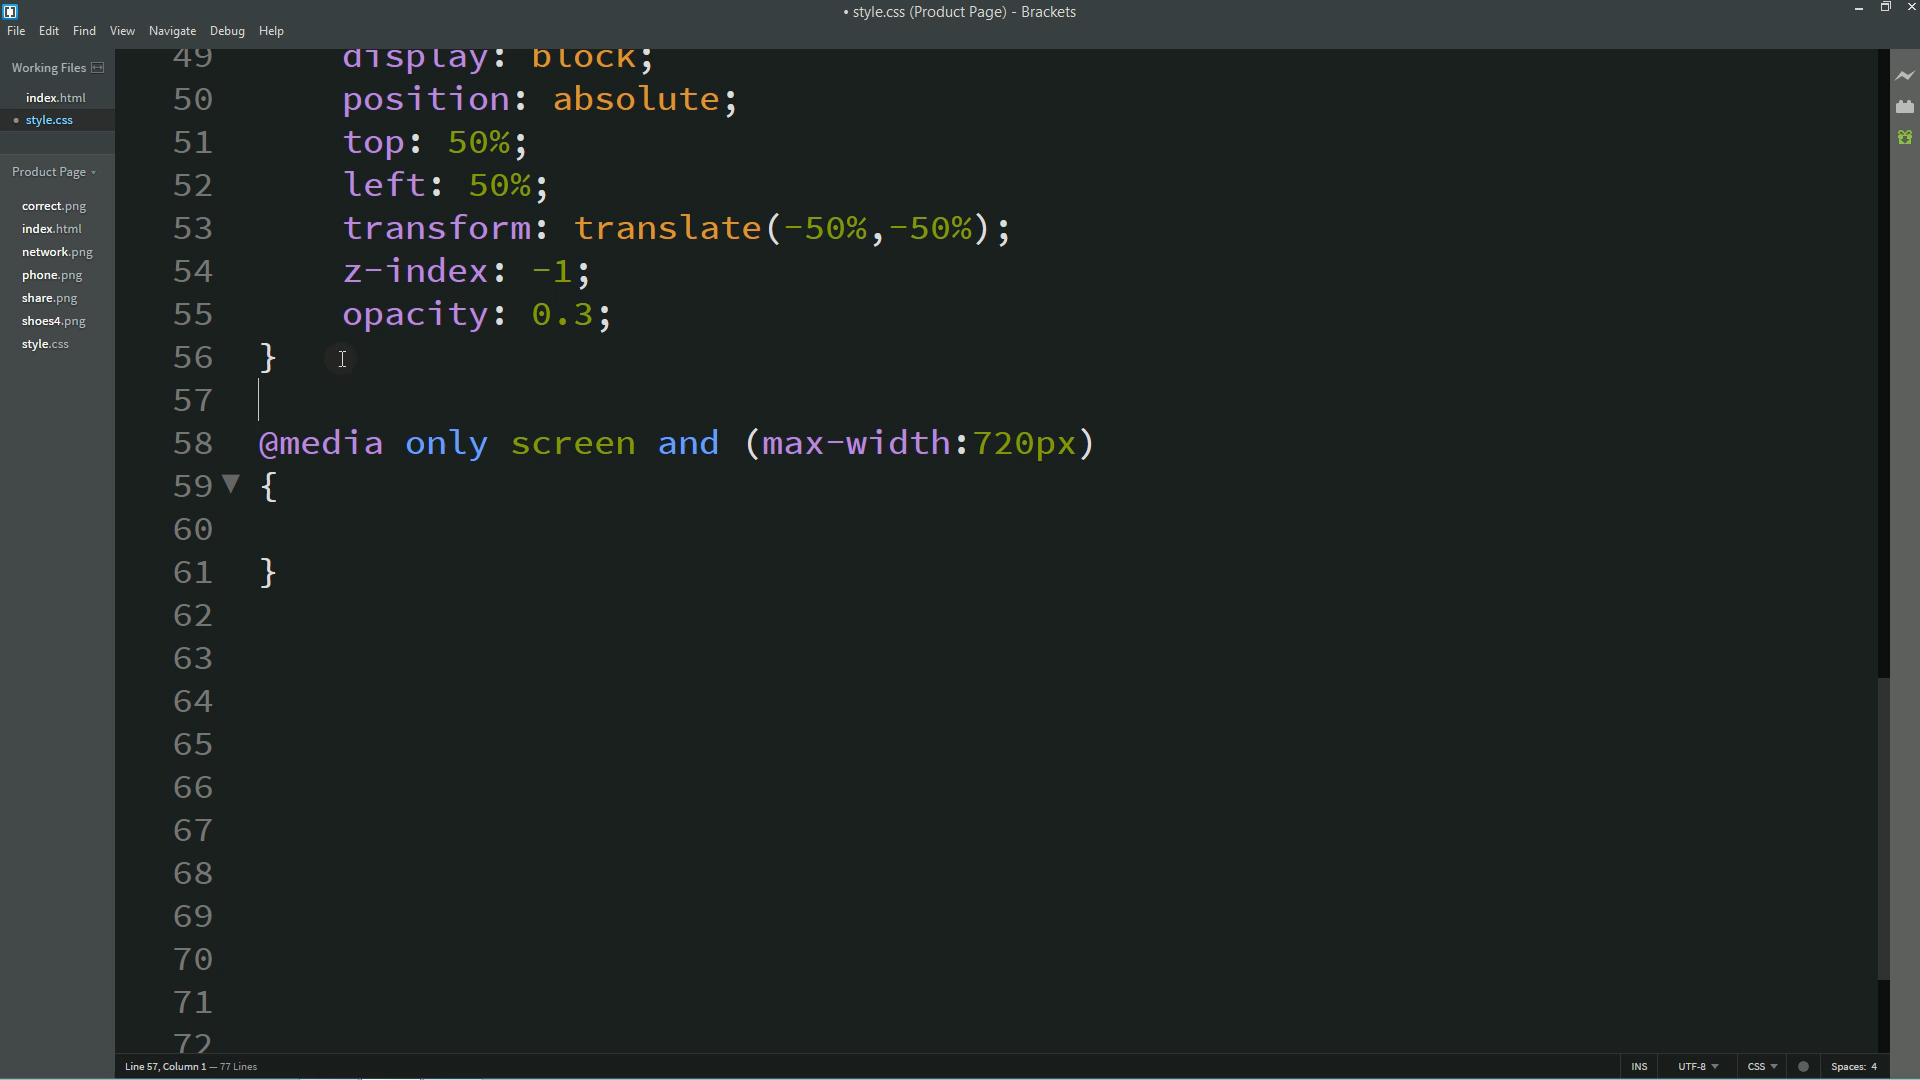 • style.css (Product Page) - Brackets
File Edit Find View Navigate Debug Help
Working Files
index.html
• style.css
Product Page
correct.png
index.html
network.png
phone.png
share.png
shoes4.png
style.css
49 display: block;
50 position: absolute;
51 top: 50%;
52 left: 50%;
53 transform: translate(-50%,-50%);
54 z-index: -1;
55 opacity: 0.3;
56 }
57
58 @media only screen and (max-width:720px)
59 {
60
61 }
62
63
64
65
66
67
68
69
70
71
72
Line 57, Column 1 — 77 Lines
INS UTF-8 CSS Spaces: 4